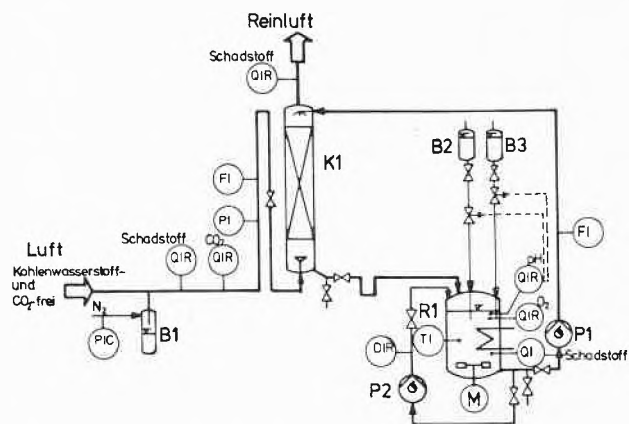 Reinluft
Schadstoff
QIR
K1
B2
B3
FI
PI
FI
Luft
Kohlenwasserstoff-
und
CO2-frei
Schadstoff
CO2
QIR
QIR
N2
PIC
B1
pH
QIR
O2
QIR
R1
TI
QI
Schadstoff
P1
P2
M